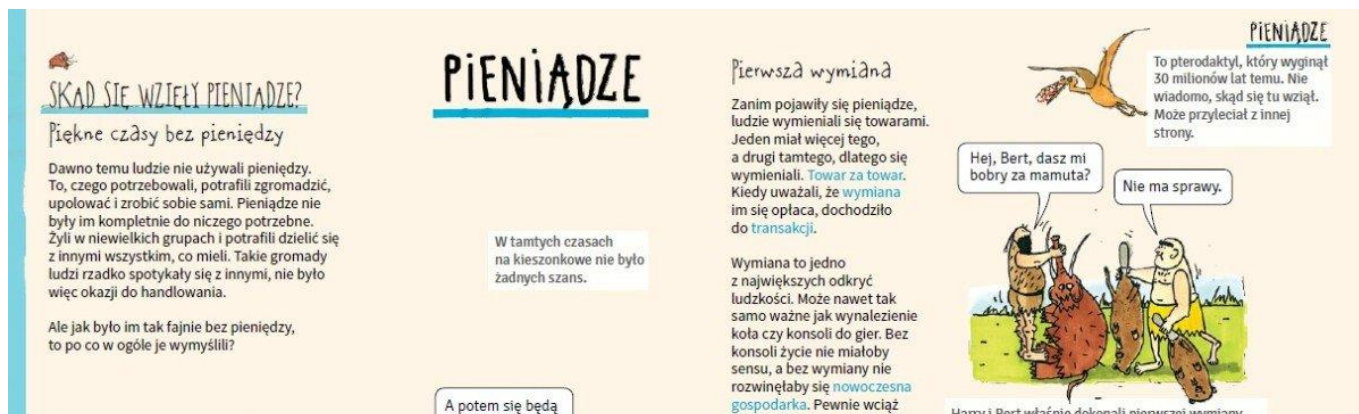 SKĄD SIĘ WZIĘŁY PIENIĄDZE?
Piękne czasy bez pieniędzy
Dawno temu ludzie nie używali pieniędzy.
To, czego potrzebowali, potrafili zgromadzić,
upolować i zrobić sobie sami. Pieniądze nie
były im kompletnie do niczego potrzebne.
Żyli w niewielkich grupach i potrafili dzielić się
z innymi wszystkim, co mieli. Takie gromady
ludzi rzadko spotykały się z innymi, nie było
więc okazji do handlowania.
Ale jak było im tak fajnie bez pieniędzy,
to po co w ogóle je wymyślili?
PIENIĄDZE
W tamtych czasach
na kieszonkowe nie było
żadnych szans.
A potem się będą
Pierwsza wymiana
Zanim pojawiły się pieniądze,
ludzie wymieniali się towarami.
Jeden miał więcej tego,
a drugi tamtego, dlatego się
wymieniali. Towar za towar.
Kiedy uważali, że wymiana
im się opłaca, dochodziło
do transakcji.
Wymiana to jedno
z największych odkryć
ludzkości. Może nawet tak
samo ważne jak wynalezienie
koła czy konsoli do gier. Bez
konsoli życie nie miałoby
sensu, a bez wymiany nie
rozwinęłaby się nowoczesna
gospodarka. Pewnie wciąż
PIENIĄDZE
To pterodaktyl, który wyginął
30 milionów lat temu. Nie
wiadomo, skąd się tu wziął.
Może przyleciał z innej
strony.
Hej, Bert, dasz mi
bobry za mamuta?
Nie ma sprawy.
Harry i Bert właśnie dokonali pierwszej wymiany